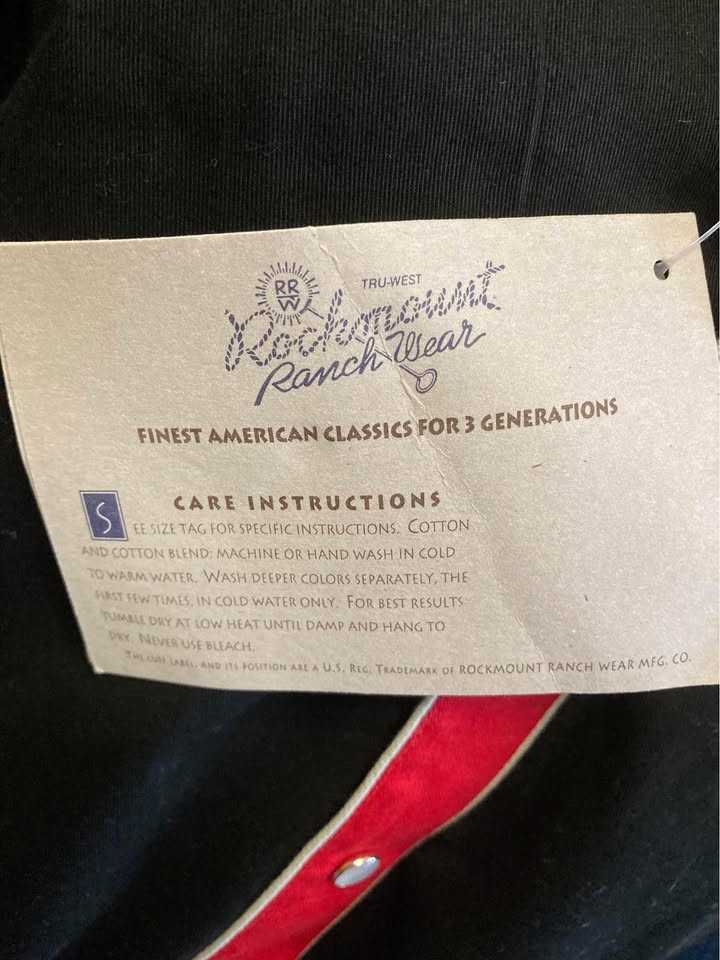 RRW
TRU-WEST
Rockmount
Ranch Wear
FINEST AMERICAN CLASSICS FOR 3 GENERATIONS
CARE INSTRUCTIONS
SEE SIZE TAG FOR SPECIFIC INSTRUCTIONS. COTTON
AND COTTON BLEND: MACHINE OR HAND WASH IN COLD
TO WARM WATER. WASH DEEPER COLORS SEPARATELY, THE
FIRST FEW TIMES, IN COLD WATER ONLY. FOR BEST RESULTS
TUMBLE DRY AT LOW HEAT UNTIL DAMP AND HANG TO
DRY. NEVER USE BLEACH.
THE CUFF LABEL, AND ITS POSITION ARE A U.S. REG. TRADEMARK OF ROCKMOUNT RANCH WEAR MFG. CO.